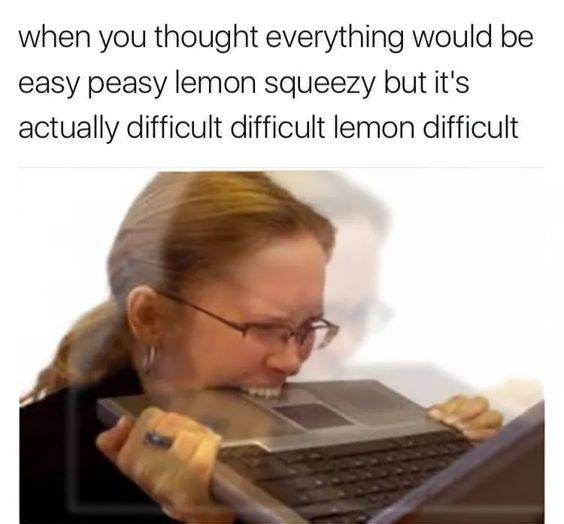 when you thought everything would be
easy peasy lemon squeezy but it's
actually difficult difficult lemon difficult